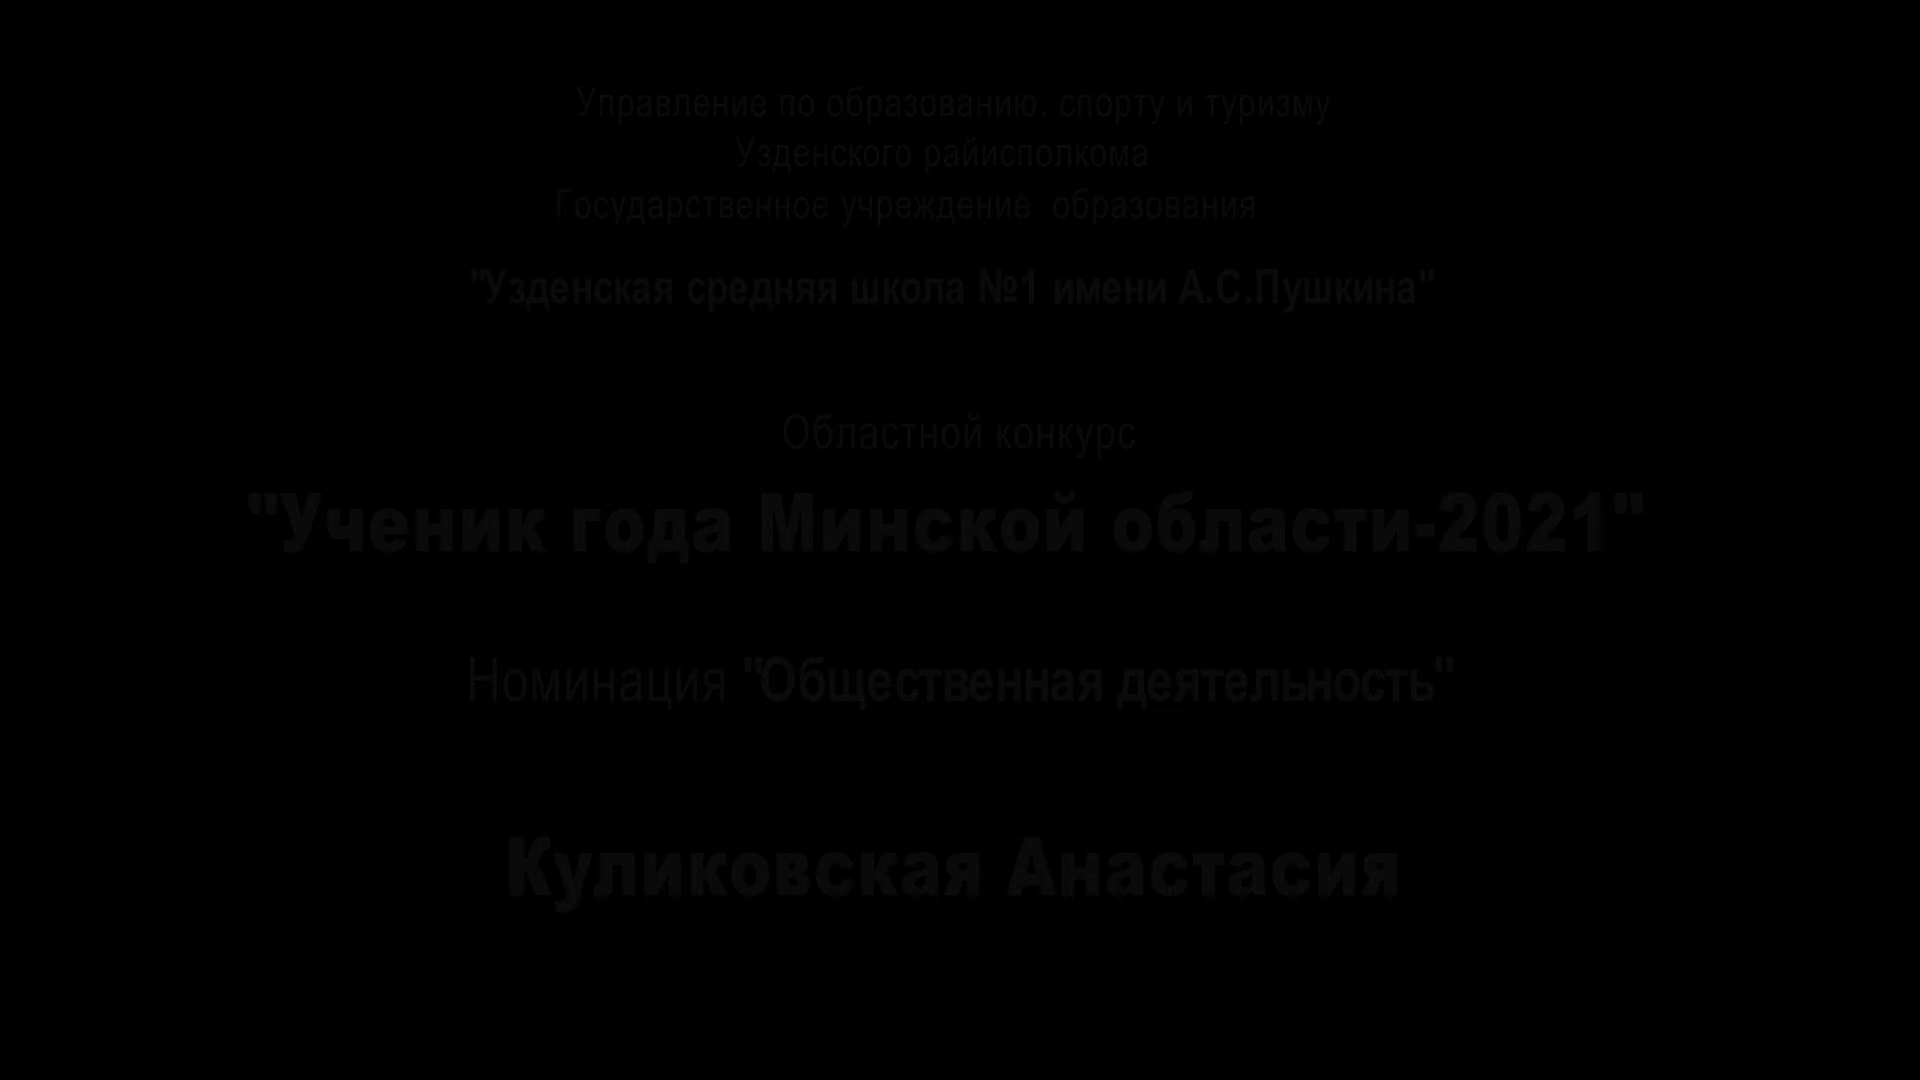 Управление по образованию, спорту и туризму
Узденского райисполкома
Государственное учреждение образования
"Узденская средняя школа №1 имени А.С.Пушкина"
Областной конкурс
"Ученик года Минской области-2021"
Номинация "Общественная деятельность"
Куликовская Анастасия